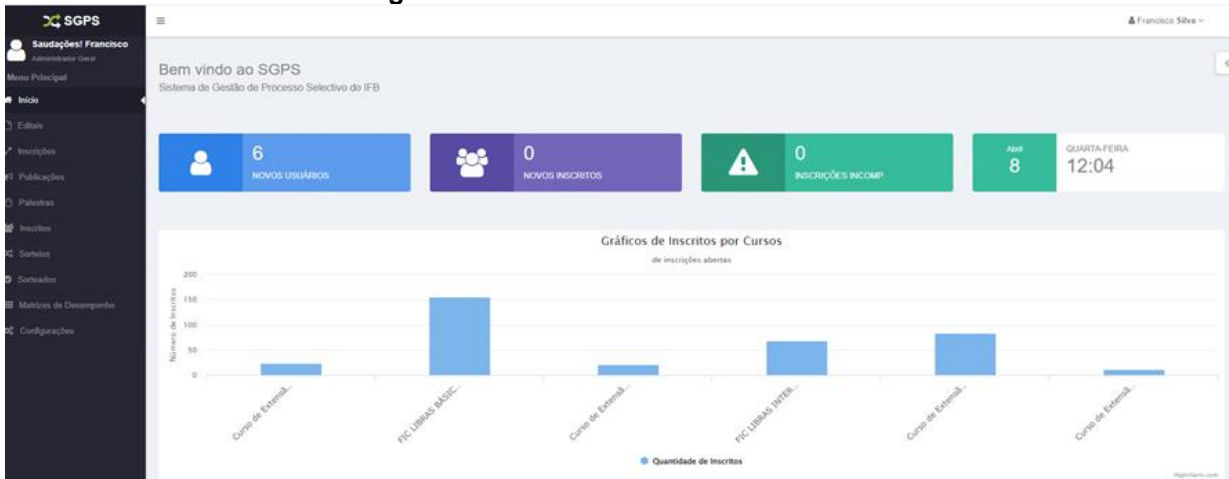 SGPS
Francisco Silva
Saudações! Francisco
Administrador Geral
Menu Principal
Início
Editais
Inscrições
Publicações
Palestras
Inscritos
Sorteios
Sorteados
Matrizes de Desempenho
Configurações
Bem vindo ao SGPS
Sistema de Gestão de Processo Selectivo do IFB
6
NOVOS USUÁRIOS
0
NOVOS INSCRITOS
0
INSCRIÇÕES INCOMP.
Abril
8
QUARTA-FEIRA
12:04
Gráficos de Inscritos por Cursos
de inscrições abertas
Número de Inscritos
200
150
100
50
0
Curso de Extensã...
FIC LIBRAS BÁSIC...
Curso de Extensã...
FIC LIBRAS INTER...
Curso de Extensã...
Curso de Extensã...
Quantidade de Inscritos
Highcharts.com